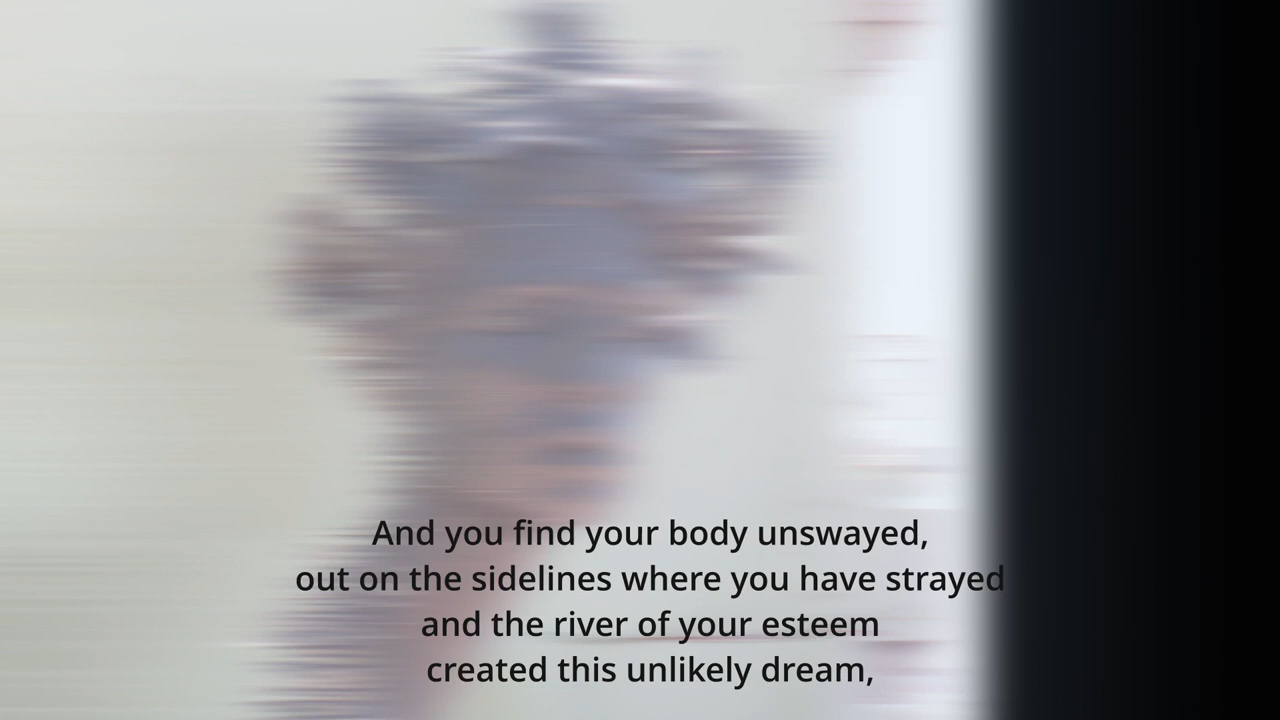 And you find your body unswayed,
out on the sidelines where you have strayed
and the river of your esteem
created this unlikely dream,